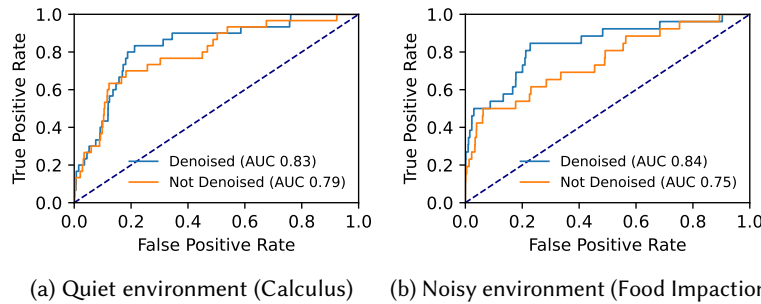 True Positive Rate
1.0
0.8
0.6
0.4
0.2
0.0
Denoised (AUC 0.83)
Not Denoised (AUC 0.79)
0.0 0.2 0.4 0.6 0.8 1.0
False Positive Rate
(a) Quiet environment (Calculus)
True Positive Rate
1.0
0.8
0.6
0.4
0.2
0.0
Denoised (AUC 0.84)
Not Denoised (AUC 0.75)
0.0 0.2 0.4 0.6 0.8 1.0
False Positive Rate
(b) Noisy environment (Food Impaction